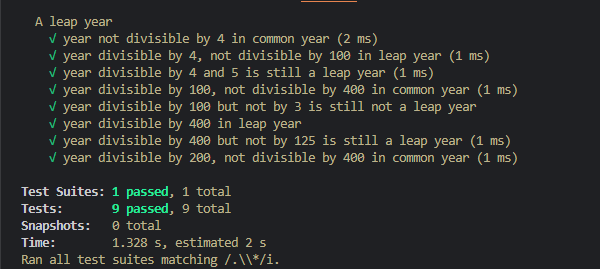 A leap year
√ year not divisible by 4 in common year (2 ms)
√ year divisible by 4, not divisible by 100 in leap year (1 ms)
√ year divisible by 4 and 5 is still a leap year (1 ms)
√ year divisible by 100, not divisible by 400 in common year (1 ms)
√ year divisible by 100 but not by 3 is still not a leap year
√ year divisible by 400 in leap year
√ year divisible by 400 but not by 125 is still a leap year (1 ms)
√ year divisible by 200, not divisible by 400 in common year (1 ms)
Test Suites: 1 passed, 1 total
Tests: 9 passed, 9 total
Snapshots: 0 total
Time: 1.328 s, estimated 2 s
Ran all test suites matching /.\\*/i.